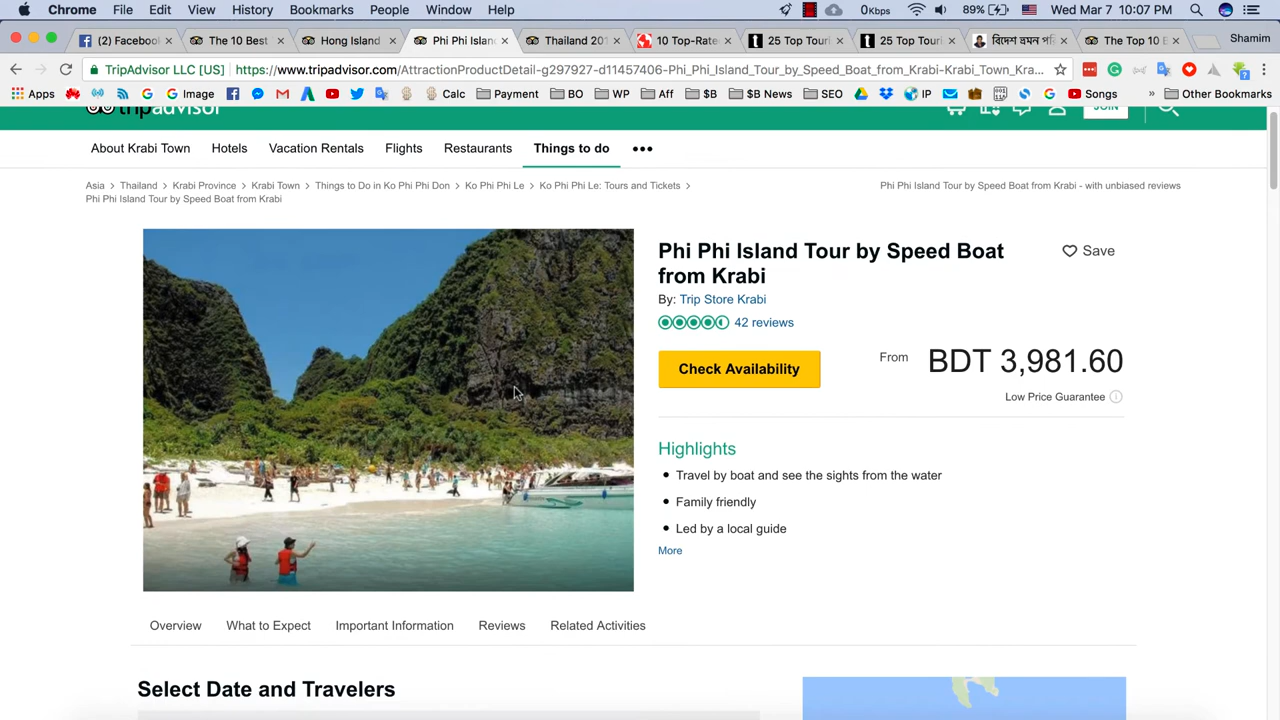 Chrome File Edit View History Bookmarks People Window Help 0Kbps 89% Wed Mar 7 10:07 PM
(2) Faceboo The 10 Best Hong Island Phi Phi Islan Thailand 201 10 Top-Rate 25 Top Touri 25 Top Touri বিদেশ ভ্রমন পরি The Top 10 B Shamim
TripAdvisor LLC [US] https://www.tripadvisor.com/AttractionProductDetail-g297927-d11457406-Phi_Phi_Island_Tour_by_Speed_Boat_from_Krabi-Krabi_Town_Kra...
Apps Image Calc Payment BO WP Aff $B $B News SEO IP Songs » Other Bookmarks
tripadvisor JOIN
About Krabi Town Hotels Vacation Rentals Flights Restaurants Things to do •••
Asia > Thailand > Krabi Province > Krabi Town > Things to Do in Ko Phi Phi Don > Ko Phi Phi Le > Ko Phi Phi Le: Tours and Tickets >
Phi Phi Island Tour by Speed Boat from Krabi
Phi Phi Island Tour by Speed Boat from Krabi - with unbiased reviews
Phi Phi Island Tour by Speed Boat
from Krabi
Save
By: Trip Store Krabi
42 reviews
Check Availability
From BDT 3,981.60
Low Price Guarantee
Highlights
• Travel by boat and see the sights from the water
• Family friendly
• Led by a local guide
More
Overview What to Expect Important Information Reviews Related Activities
Select Date and Travelers